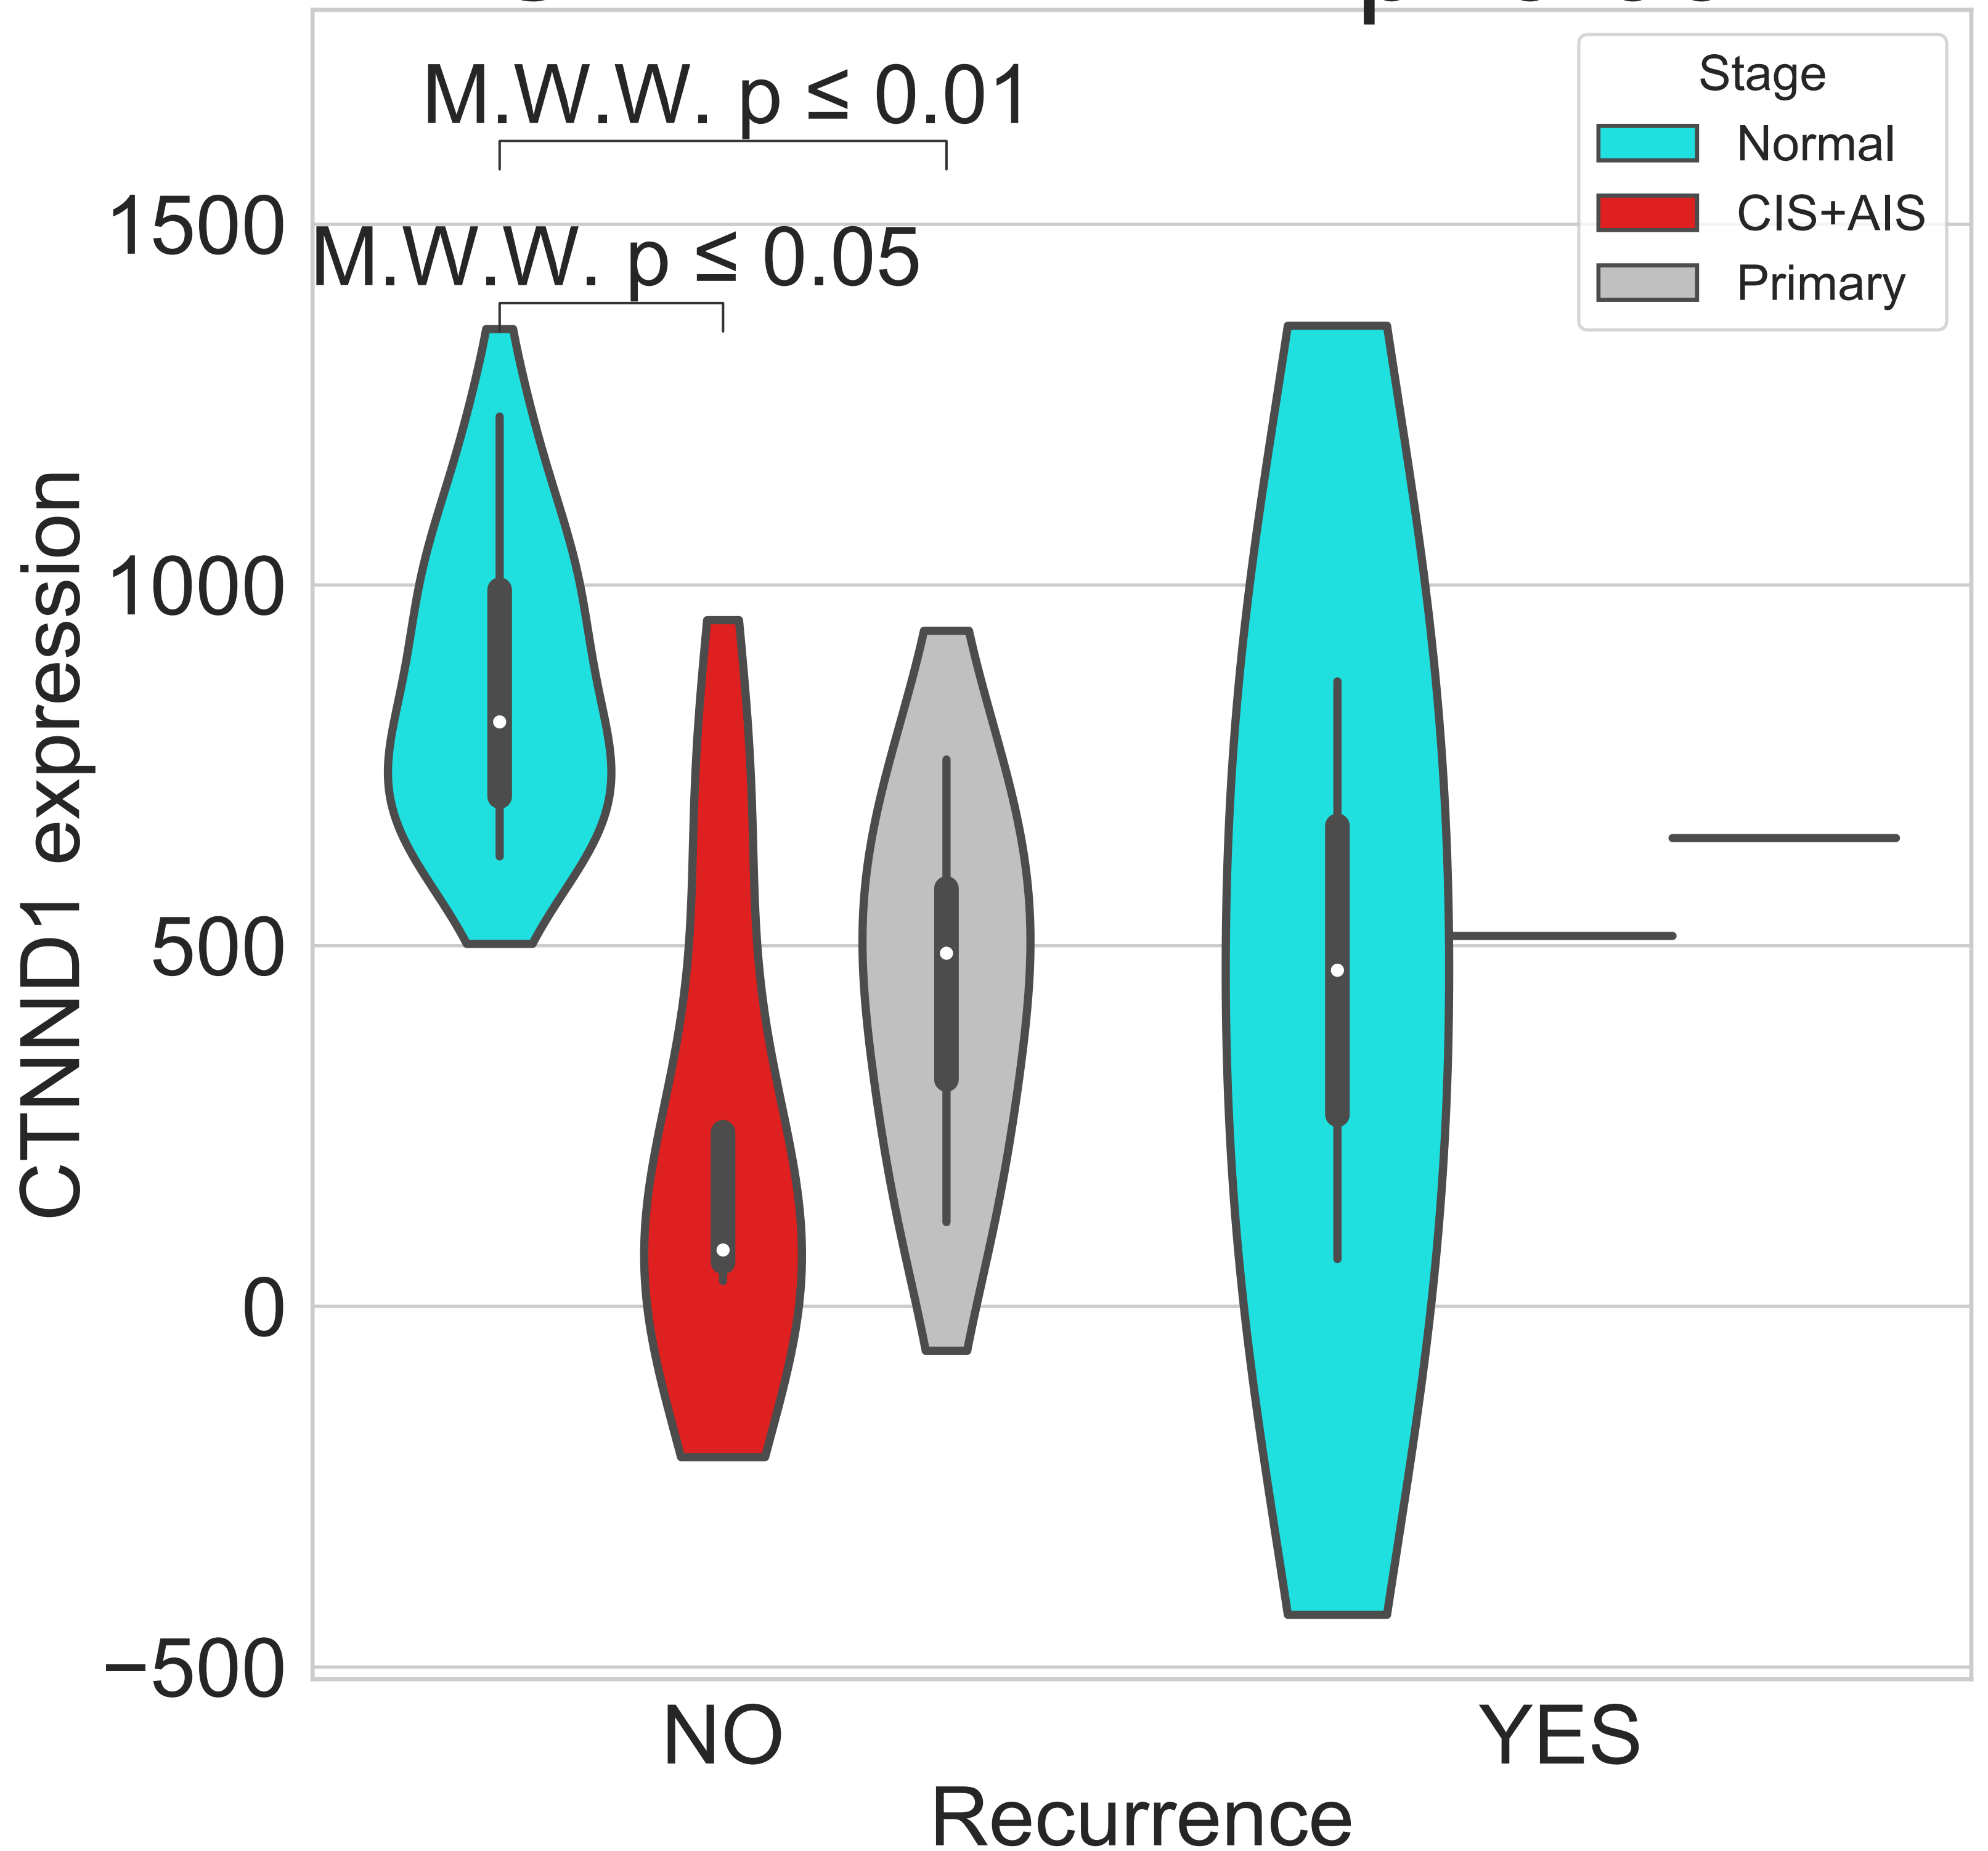 M.W.W. p ≤ 0.01
M.W.W. p ≤ 0.05
Stage
Normal
CIS+AIS
Primary
1500
1000
500
0
−500
CTNND1 expression
NO
YES
Recurrence